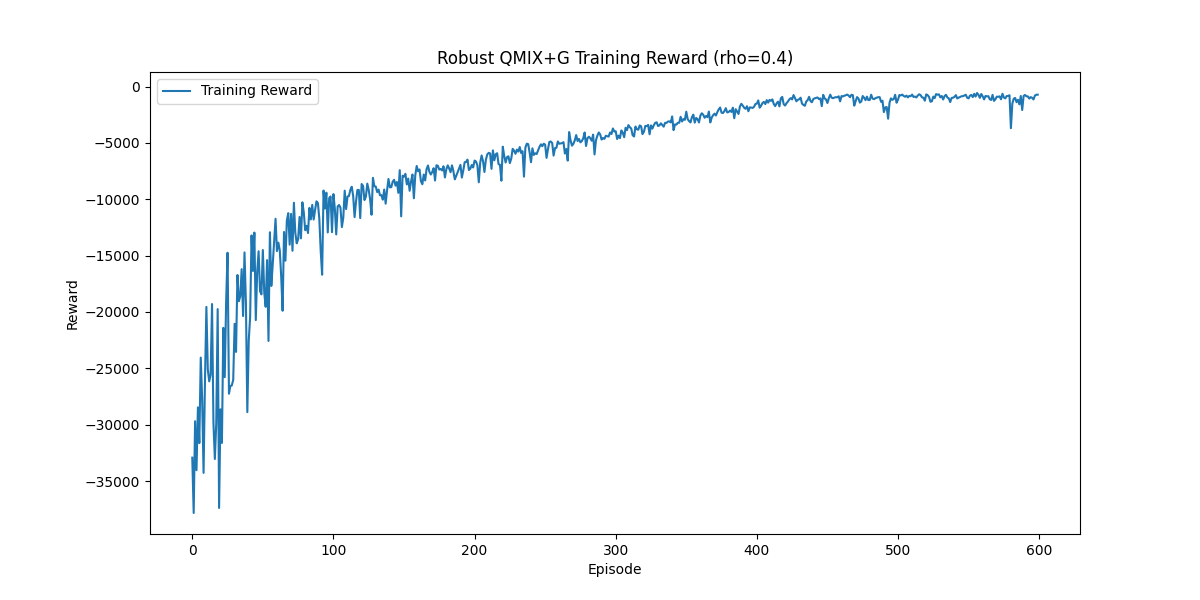 Robust QMIX+G Training Reward (rho=0.4)
Training Reward
0
−5000
−10000
−15000
−20000
−25000
−30000
−35000
Reward
0 100 200 300 400 500 600
Episode